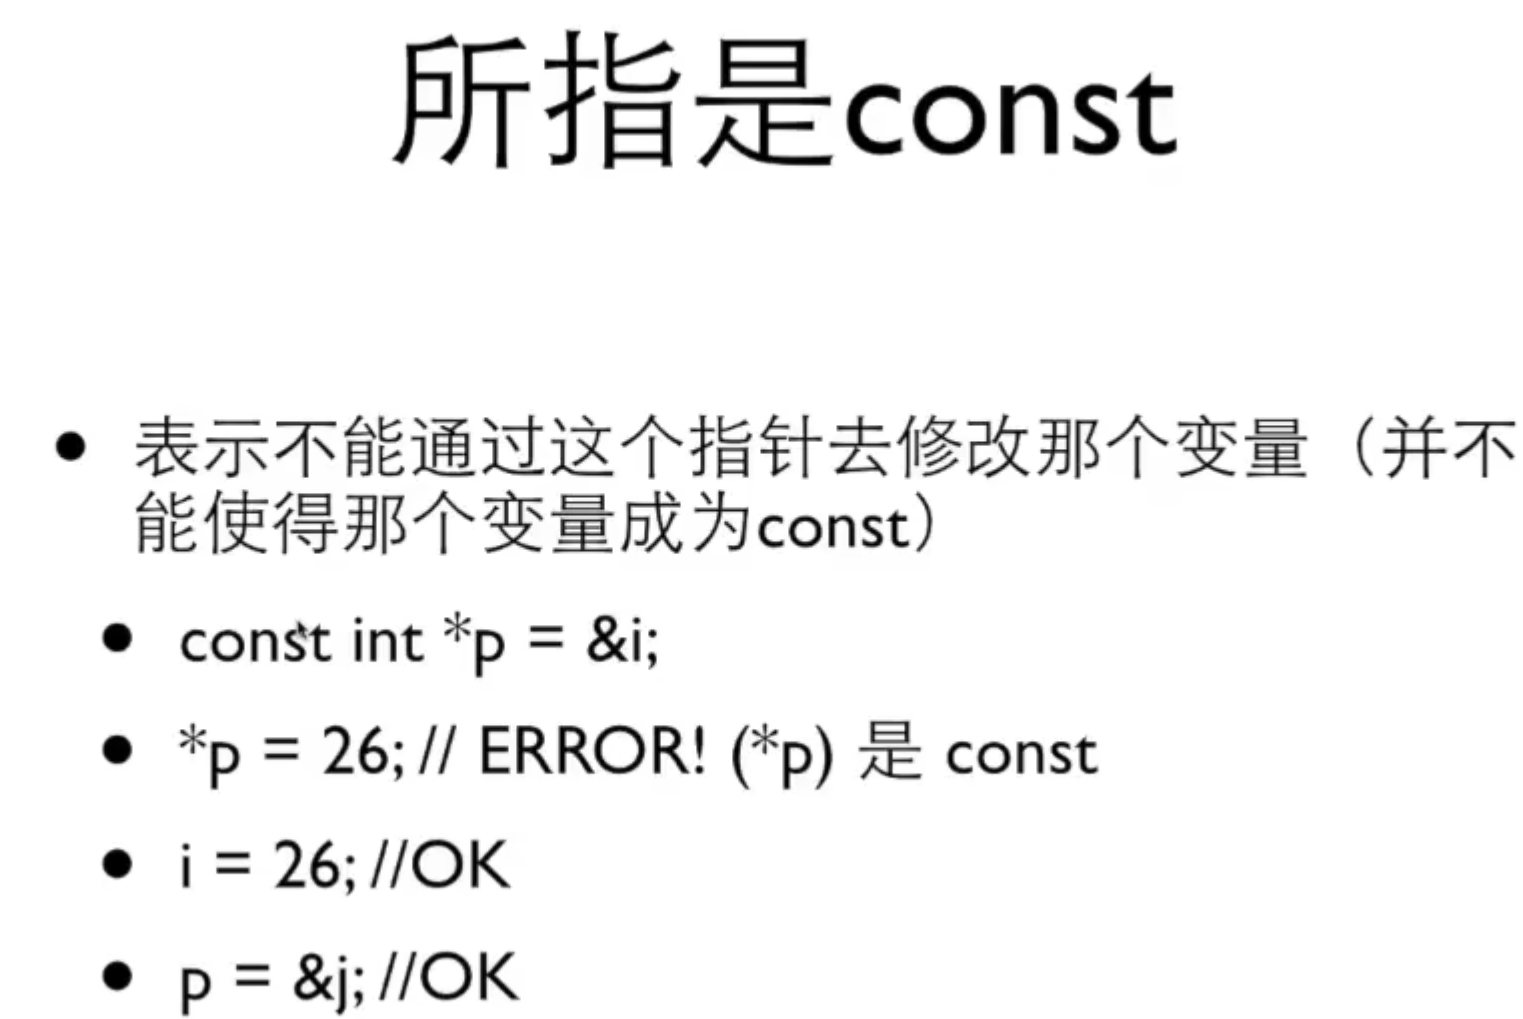 所指是const
• 表示不能通过这个指针去修改那个变量（并不
能使得那个变量成为const）
• const int *p = &i;
• *p = 26; // ERROR! (*p) 是 const
• i = 26; //OK
• p = &j; //OK